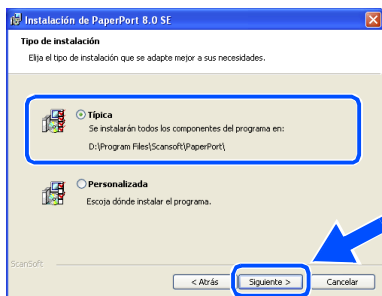 Instalación de PaperPort 8.0 SE
Tipo de instalación
Elija el tipo de instalación que se adapte mejor a sus necesidades.
Típica
Se instalarán todos los componentes del programa en:
D:\Program Files\Scansoft\PaperPort\
Personalizada
Escoja dónde instalar el programa.
ScanSoft
< Atrás Siguiente > Cancelar